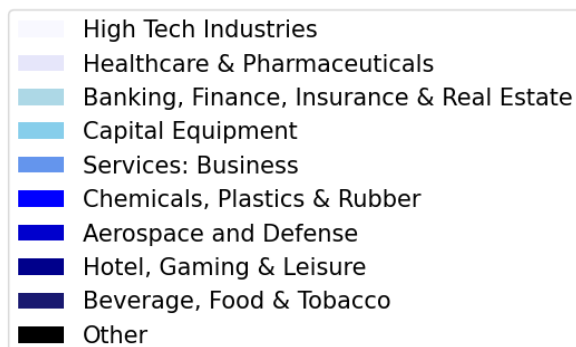 High Tech Industries
Healthcare & Pharmaceuticals
Banking, Finance, Insurance & Real Estate
Capital Equipment
Services: Business
Chemicals, Plastics & Rubber
Aerospace and Defense
Hotel, Gaming & Leisure
Beverage, Food & Tobacco
Other